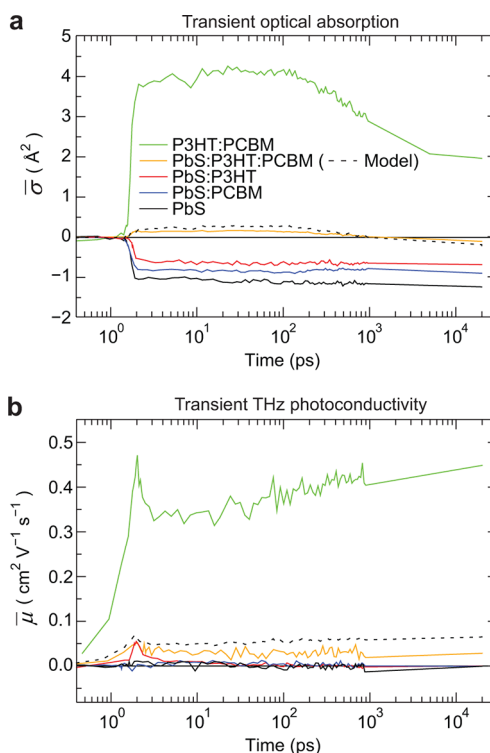 a
Transient optical absorption
σ̅ (Å²)
5
4
3
2
1
0
−1
−2
P3HT:PCBM
PbS:P3HT:PCBM ( - - - Model)
PbS:P3HT
PbS:PCBM
PbS
10⁰ 10¹ 10² 10³ 10⁴
Time (ps)
b
Transient THz photoconductivity
μ̅ ( cm² V⁻¹ s⁻¹ )
0.5
0.4
0.3
0.2
0.1
0.0
10⁰ 10¹ 10² 10³ 10⁴
Time (ps)